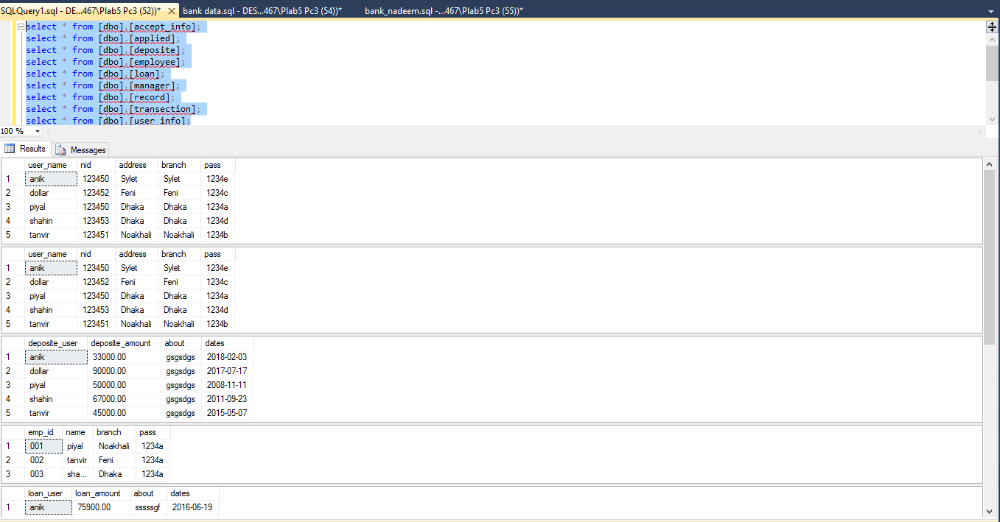 SQLQuery1.sql - DE...467\Plab5 Pc3 (52))* bank data.sql - DES...467\Plab5 Pc3 (54))* bank_nadeem.sql -...467\Plab5 Pc3 (55))*
select * from [dbo].[accept_info];
select * from [dbo].[applied];
select * from [dbo].[deposite];
select * from [dbo].[employee];
select * from [dbo].[loan];
select * from [dbo].[manager];
select * from [dbo].[record];
select * from [dbo].[transection];
select * from [dbo].[user_info];
100 %
Results Messages
user_name nid address branch pass
1 anik 123450 Sylet Sylet 1234e
2 dollar 123452 Feni Feni 1234c
3 piyal 123450 Dhaka Dhaka 1234a
4 shahin 123453 Dhaka Dhaka 1234d
5 tanvir 123451 Noakhali Noakhali 1234b
user_name nid address branch pass
1 anik 123450 Sylet Sylet 1234e
2 dollar 123452 Feni Feni 1234c
3 piyal 123450 Dhaka Dhaka 1234a
4 shahin 123453 Dhaka Dhaka 1234d
5 tanvir 123451 Noakhali Noakhali 1234b
deposite_user deposite_amount about dates
1 anik 33000.00 gsgsdgs 2018-02-03
2 dollar 90000.00 gsgsdgs 2017-07-17
3 piyal 50000.00 gsgsdgs 2008-11-11
4 shahin 67000.00 gsgsdgs 2011-09-23
5 tanvir 45000.00 gsgsdgs 2015-05-07
emp_id name branch pass
1 001 piyal Noakhali 1234a
2 002 tanvir Feni 1234a
3 003 sha... Dhaka 1234a
loan_user loan_amount about dates
1 anik 75900.00 sssssgf 2016-06-19